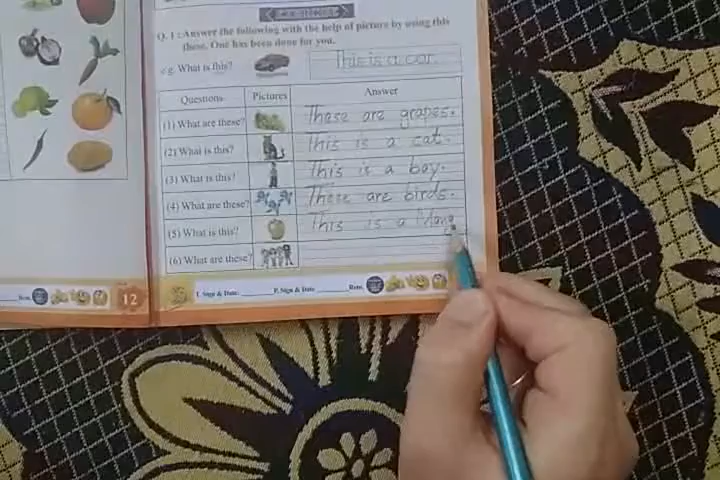 EXERCISE
Q. 1 : Answer the following with the help of picture by using this
these. One has been done for you.
e.g. What is this? This is a car.
Questions Pictures Answer
(1) What are these? These are grapes.
(2) What is this? This is a cat.
(3) What is this? This is a boy.
(4) What are these? These are birds.
(5) What is this? This is a Mang
(6) What are these?
12
T. Sign & Date: P. Sign & Date Rem.